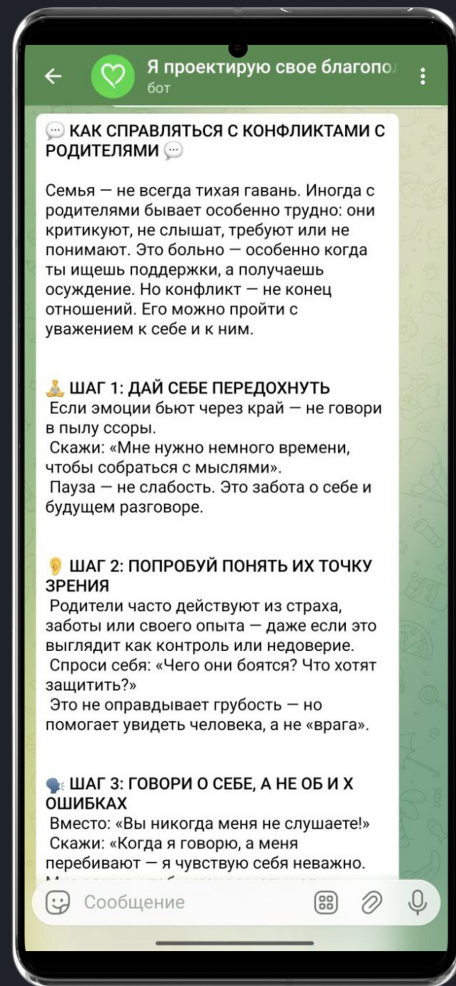 Я проектирую свое благопо
бот
💬 КАК СПРАВЛЯТЬСЯ С КОНФЛИКТАМИ С
РОДИТЕЛЯМИ 💬
Семья — не всегда тихая гавань. Иногда с
родителями бывает особенно трудно: они
критикуют, не слышат, требуют или не
понимают. Это больно — особенно когда
ты ищешь поддержки, а получаешь
осуждение. Но конфликт — не конец
отношений. Его можно пройти с
уважением к себе и к ним.
🧘 ШАГ 1: ДАЙ СЕБЕ ПЕРЕДОХНУТЬ
Если эмоции бьют через край — не говори
в пылу ссоры.
Скажи: «Мне нужно немного времени,
чтобы собраться с мыслями».
Пауза — не слабость. Это забота о себе и
будущем разговоре.
👂 ШАГ 2: ПОПРОБУЙ ПОНЯТЬ ИХ ТОЧКУ
ЗРЕНИЯ
Родители часто действуют из страха,
заботы или своего опыта — даже если это
выглядит как контроль или недоверие.
Спроси себя: «Чего они боятся? Что хотят
защитить?»
Это не оправдывает грубость — но
помогает увидеть человека, а не «врага».
🗣 ШАГ 3: ГОВОРИ О СЕБЕ, А НЕ ОБ И Х
ОШИБКАХ
Вместо: «Вы никогда меня не слушаете!»
Скажи: «Когда я говорю, а меня
перебивают — я чувствую себя неважно.
Сообщение